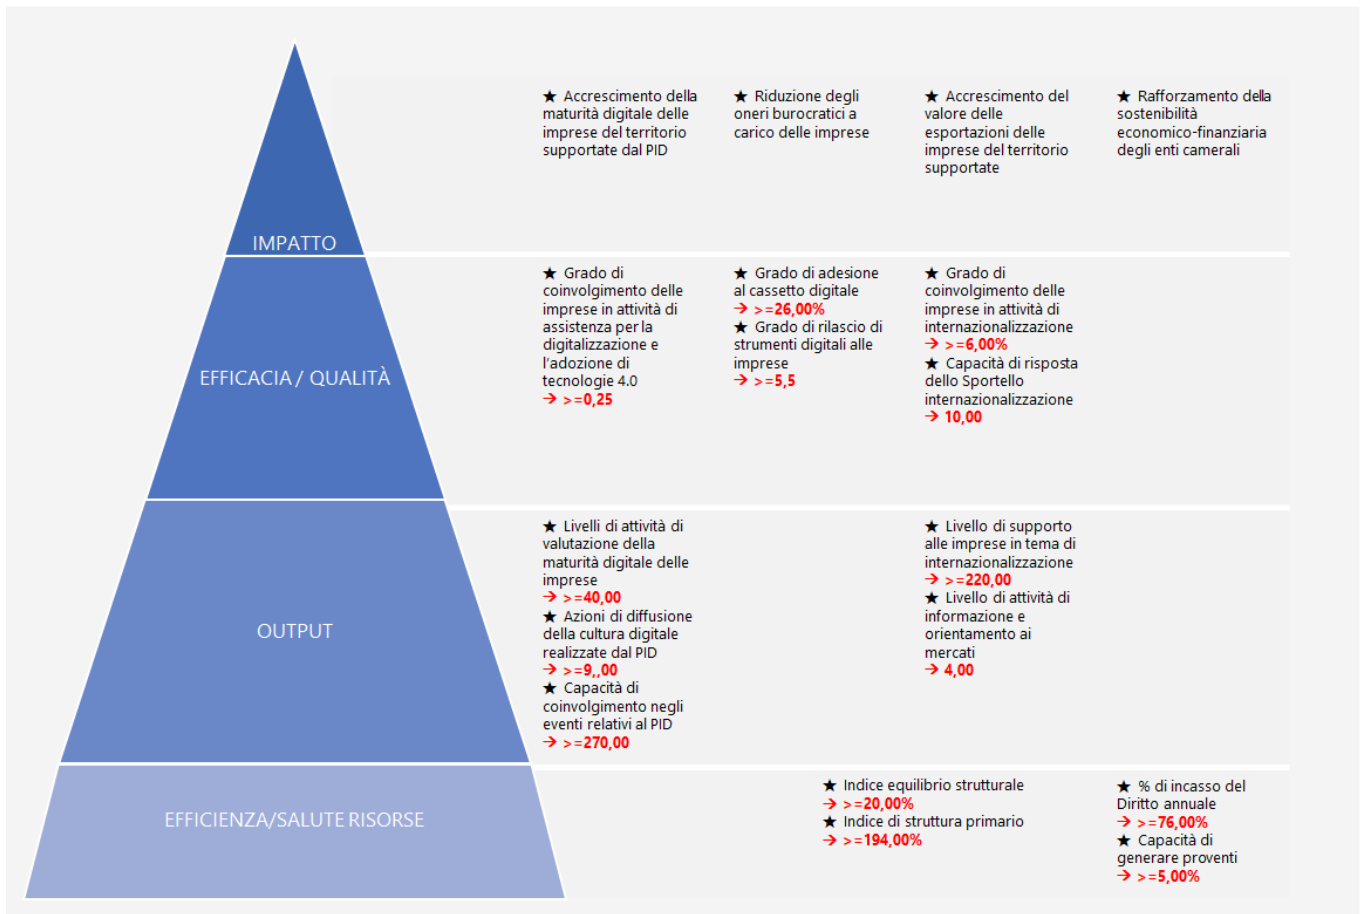 ★ Accrescimento della
maturità digitale delle
imprese del territorio
supportate dal PID
★ Riduzione degli
oneri burocratici a
carico delle imprese
★ Accrescimento del
valore delle
esportazioni delle
imprese del territorio
supportate
★ Rafforzamento della
sostenibilità
economico-finanziaria
degli enti camerali
IMPATTO
★ Grado di
coinvolgimento delle
imprese in attività di
assistenza per la
digitalizzazione e
l'adozione di
tecnologie 4.0
→ >=0,25
★ Grado di adesione
al cassetto digitale
→ >=26,00%
★ Grado di rilascio di
strumenti digitali alle
imprese
→ >=5,5
★ Grado di
coinvolgimento delle
imprese in attività di
internazionalizzazione
→ >=6,00%
★ Capacità di risposta
dello Sportello
internazionalizzazione
→ 10,00
EFFICACIA / QUALITÀ
★ Livelli di attività di
valutazione della
maturità digitale delle
imprese
→ >=40,00
★ Azioni di diffusione
della cultura digitale
realizzate dal PID
→ >=9,,00
★ Capacità di
coinvolgimento negli
eventi relativi al PID
→ >=270,00
★ Livello di supporto
alle imprese in tema di
internazionalizzazione
→ >=220,00
★ Livello di attività di
informazione e
orientamento ai
mercati
→ 4,00
OUTPUT
★ Indice equilibrio strutturale
→ >=20,00%
★ Indice di struttura primario
→ >=194,00%
★ % di incasso del
Diritto annuale
→ >=76,00%
★ Capacità di
generare proventi
→ >=5,00%
EFFICIENZA/SALUTE RISORSE